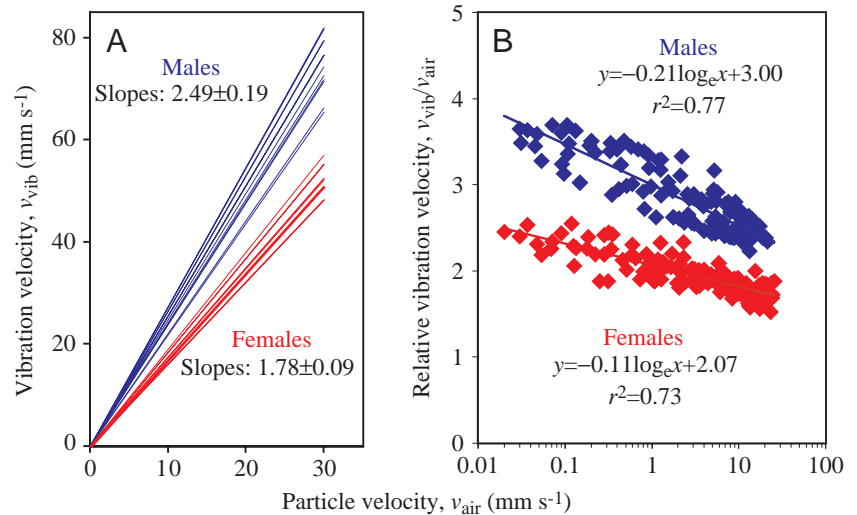 A
Vibration velocity, vvib (mm s-1)
80
60
40
20
0
Males
Slopes: 2.49±0.19
Females
Slopes: 1.78±0.09
0
10
20
30
B
Relative vibration velocity, vvib/vair
5
4
3
2
1
0
Males
y=−0.21logex+3.00
r2=0.77
Females
y=−0.11logex+2.07
r2=0.73
0.01
0.1
1
10
100
Particle velocity, vair (mm s-1)